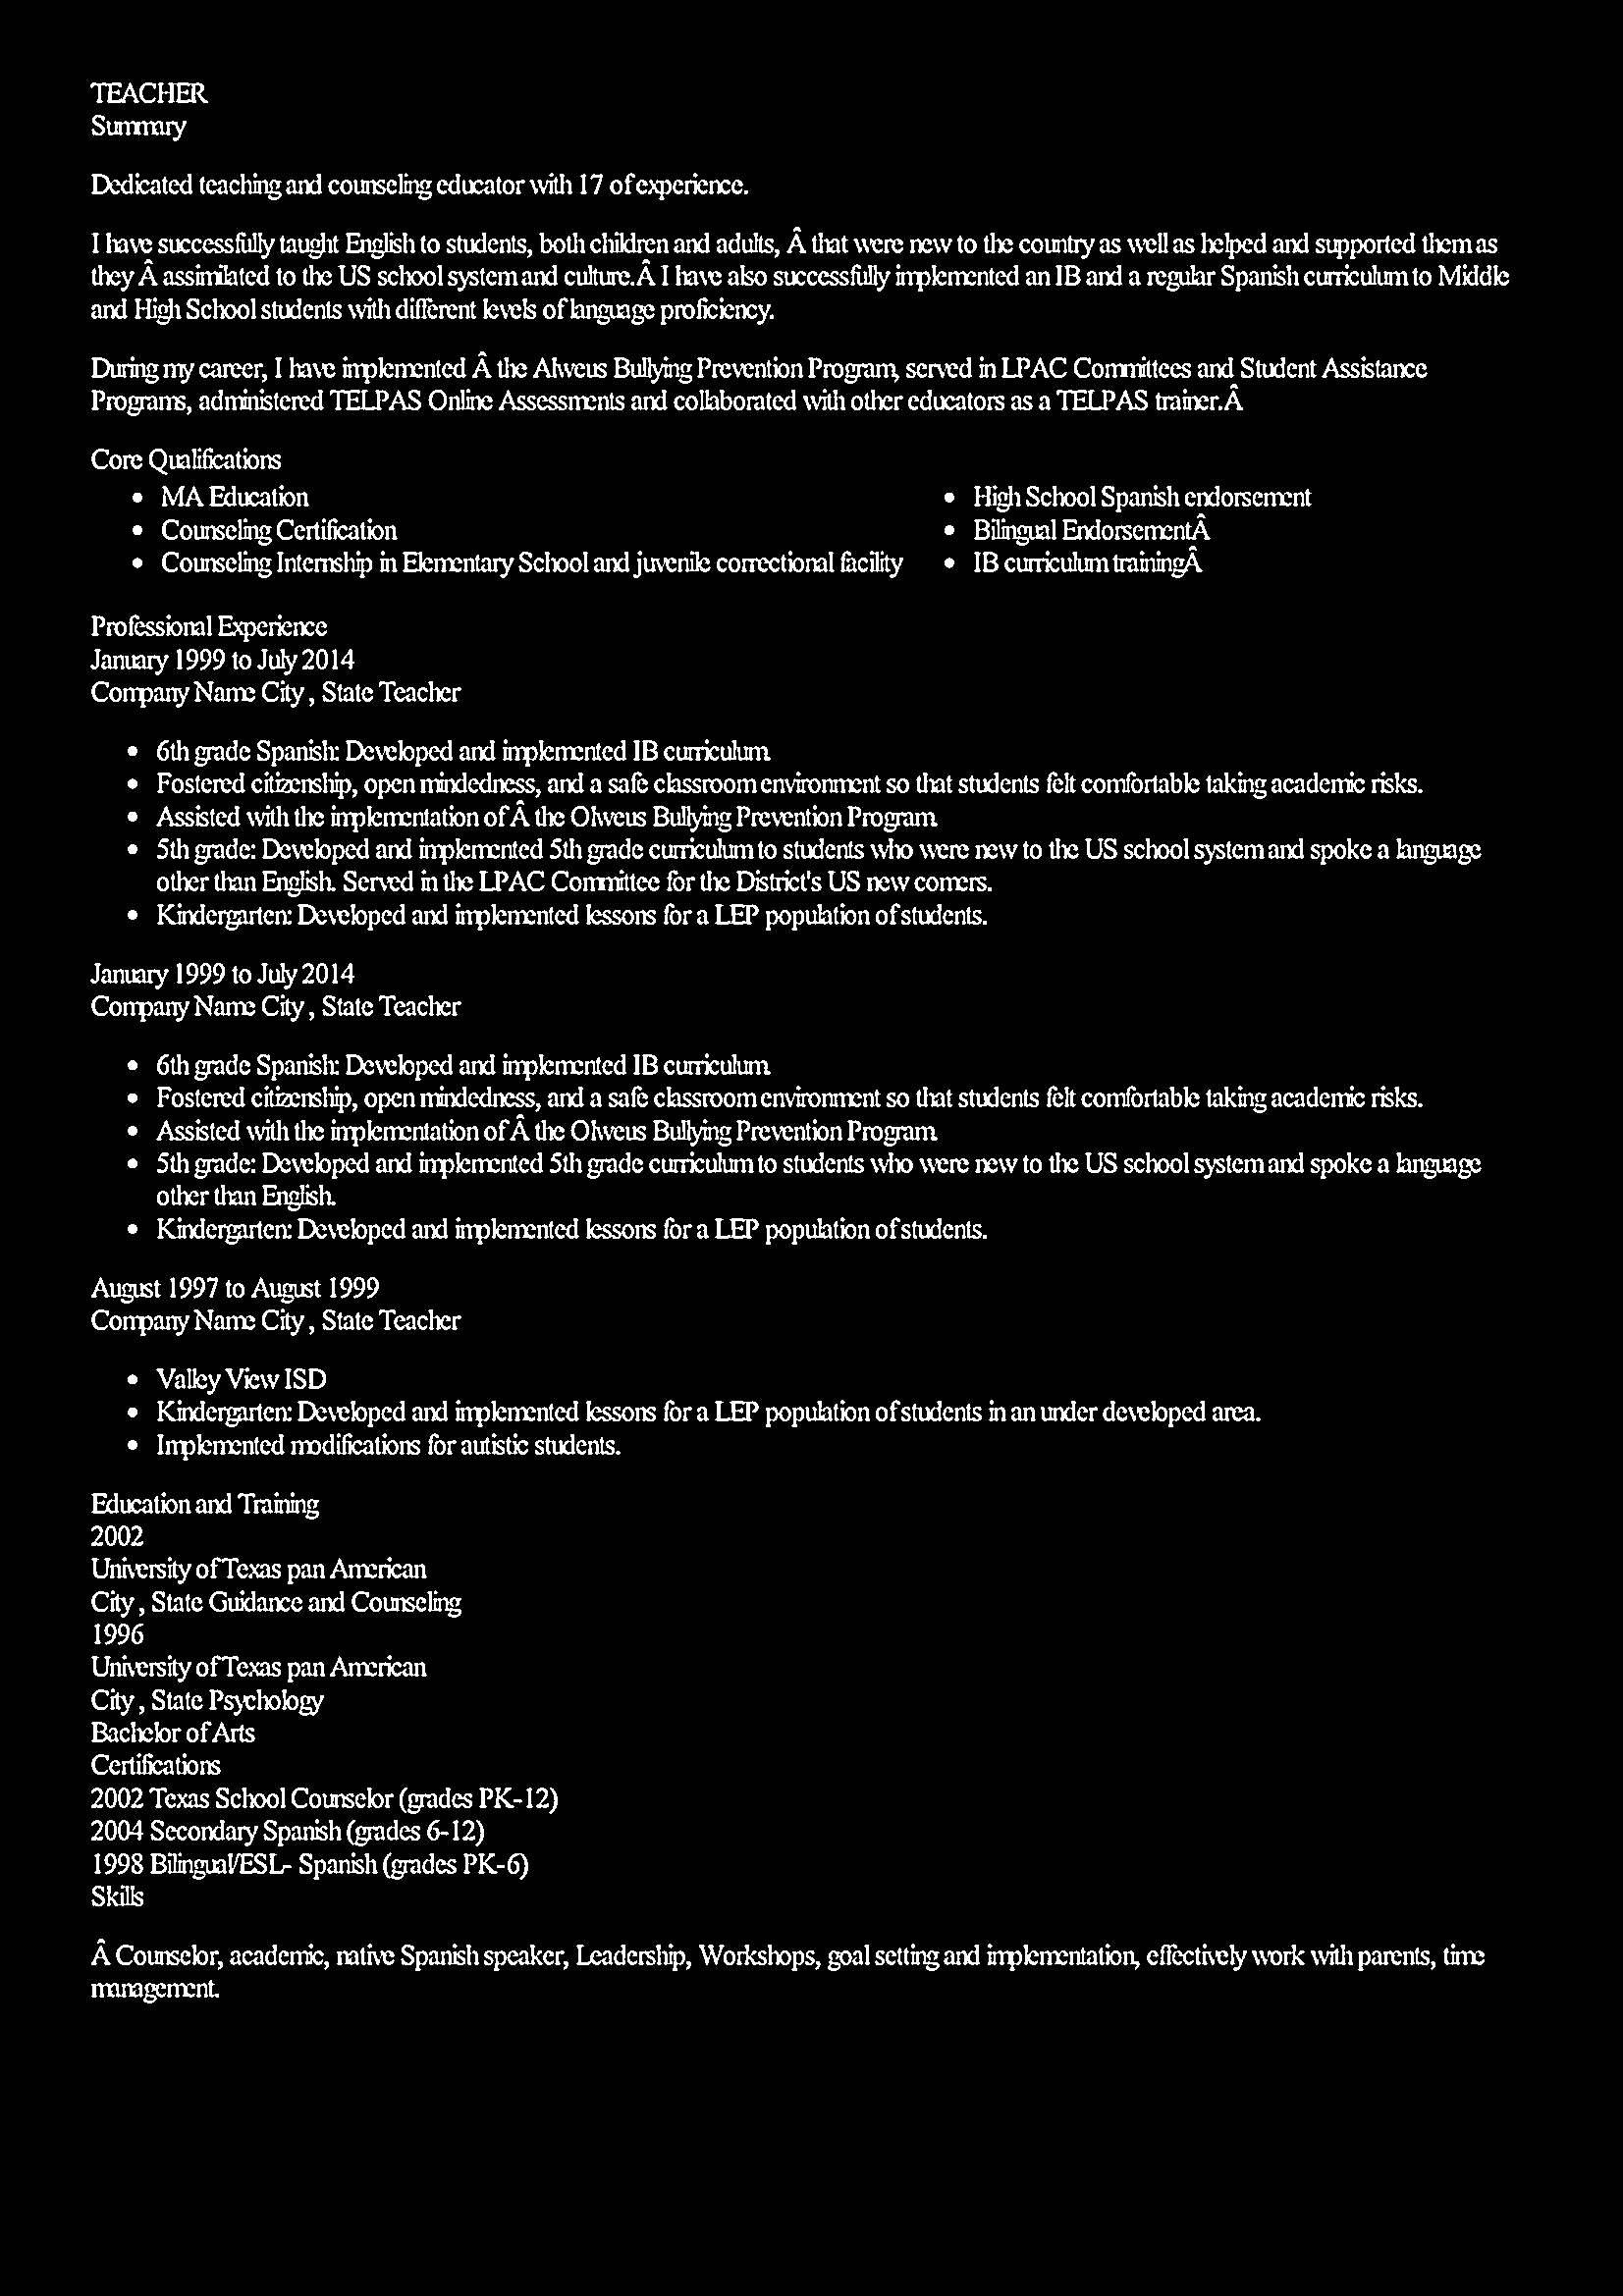 TEACHER
Summary
Dedicated teaching and counseling educator with 17 of experience.
I have successfully taught English to students, both children and adults, Â that were new to the country as well as helped and supported them as
they Â assimilated to the US school system and culture.Â I have also successfully implemented an IB and a regular Spanish curriculum to Middle
and High School students with different levels of language proficiency.
During my career, I have implemented Â the Alweus Bullying Prevention Program, served in LPAC Committees and Student Assistance
Programs, administered TELPAS Online Assessments and collaborated with other educators as a TELPAS trainer.Â
Core Qualifications
• MA Education
• Counseling Certification
• Counseling Internship in Elementary School and juvenile correctional facility
• High School Spanish endorsement
• Bilingual EndorsementÂ
• IB curriculum trainingÂ
Professional Experience
January 1999 to July 2014
Company Name City , State Teacher
• 6th grade Spanish: Developed and implemented IB curriculum.
• Fostered citizenship, open mindedness, and a safe classroom environment so that students felt comfortable taking academic risks.
• Assisted with the implementation of Â the Olweus Bullying Prevention Program.
• 5th grade: Developed and implemented 5th grade curriculum to students who were new to the US school system and spoke a language
other than English. Served in the LPAC Committee for the District's US new comers.
• Kindergarten: Developed and implemented lessons for a LEP population of students.
January 1999 to July 2014
Company Name City , State Teacher
• 6th grade Spanish: Developed and implemented IB curriculum.
• Fostered citizenship, open mindedness, and a safe classroom environment so that students felt comfortable taking academic risks.
• Assisted with the implementation of Â the Olweus Bullying Prevention Program.
• 5th grade: Developed and implemented 5th grade curriculum to students who were new to the US school system and spoke a language
other than English.
• Kindergarten: Developed and implemented lessons for a LEP population of students.
August 1997 to August 1999
Company Name City , State Teacher
• Valley View ISD
• Kindergarten: Developed and implemented lessons for a LEP population of students in an under developed area.
• Implemented modifications for autistic students.
Education and Training
2002
University of Texas pan American
City , State Guidance and Counseling
1996
University of Texas pan American
City , State Psychology
Bachelor of Arts
Certifications
2002 Texas School Counselor (grades PK-12)
2004 Secondary Spanish (grades 6-12)
1998 Bilingual/ESL- Spanish (grades PK-6)
Skills
Â Counselor, academic, native Spanish speaker, Leadership, Workshops, goal setting and implementation, effectively work with parents, time
management.